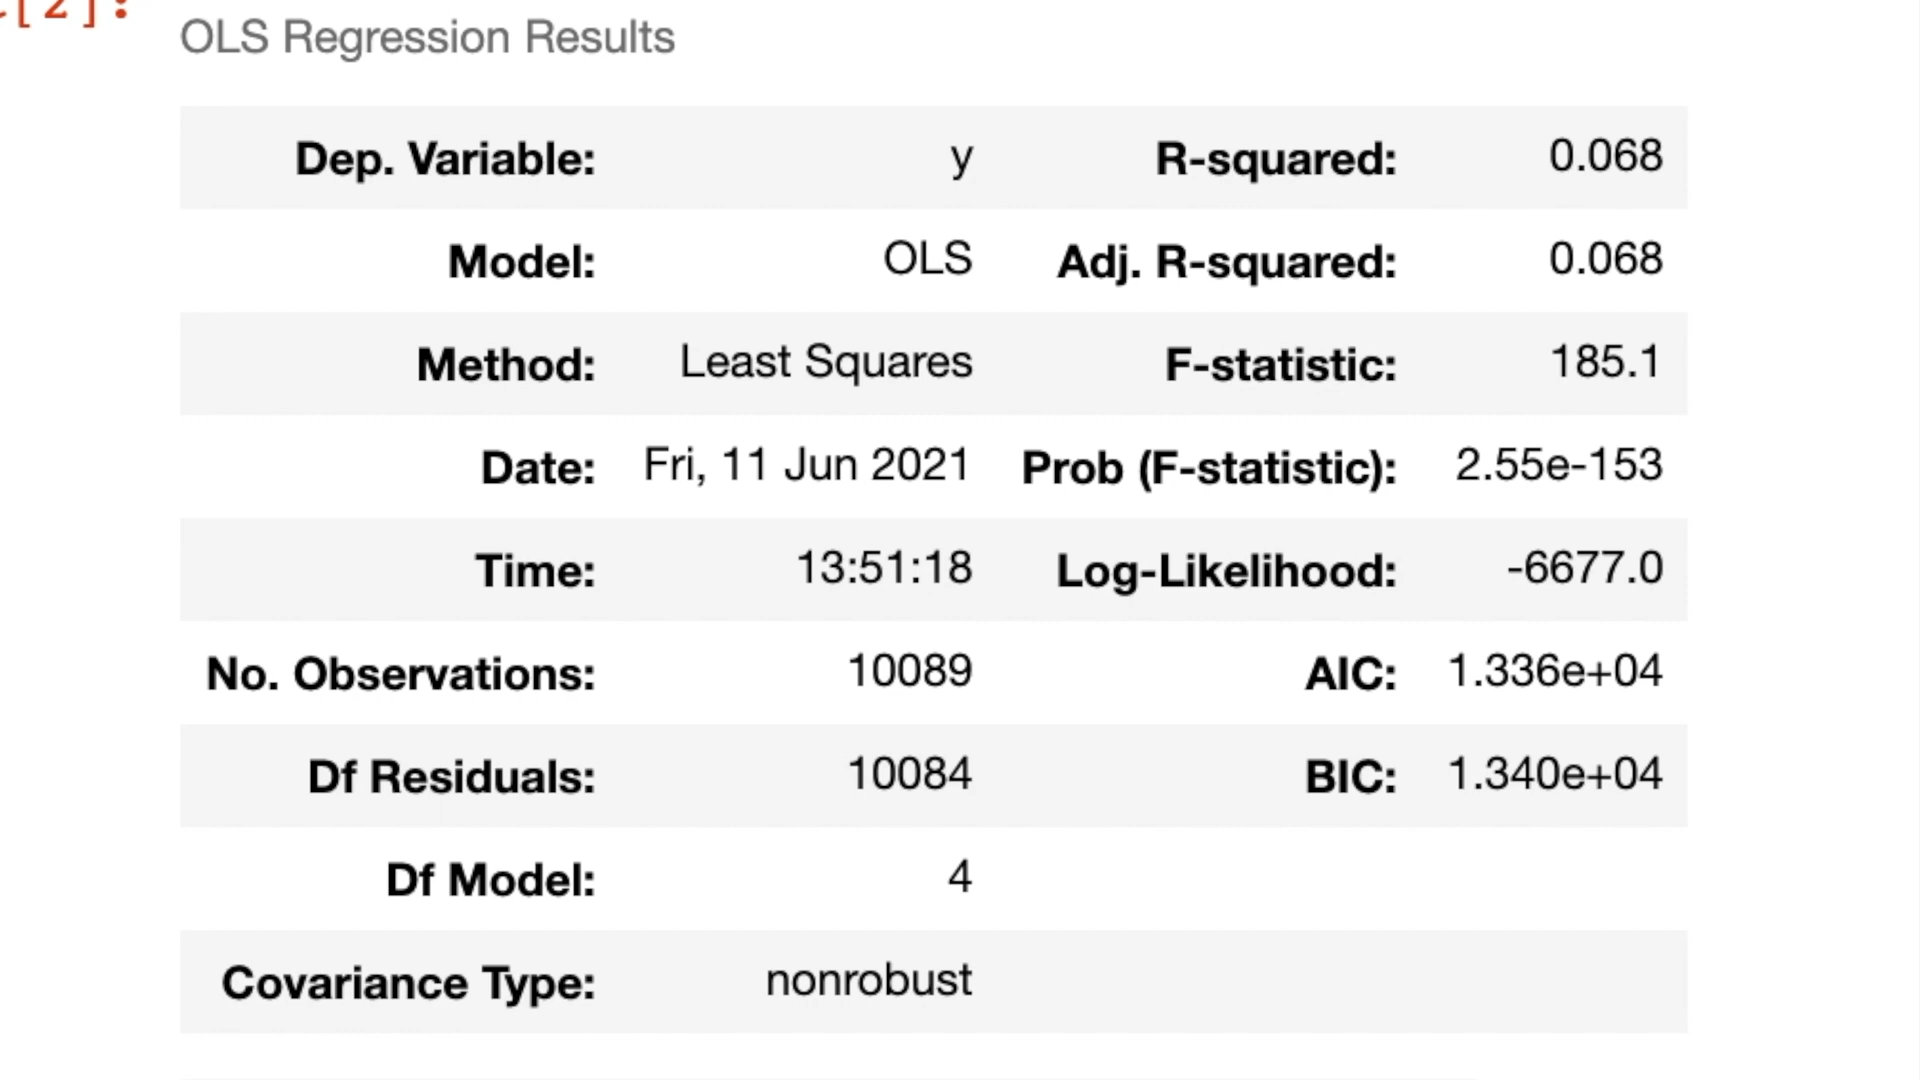 [2]:
OLS Regression Results
Dep. Variable: y R-squared: 0.068
Model: OLS Adj. R-squared: 0.068
Method: Least Squares F-statistic: 185.1
Date: Fri, 11 Jun 2021 Prob (F-statistic): 2.55e-153
Time: 13:51:18 Log-Likelihood: -6677.0
No. Observations: 10089 AIC: 1.336e+04
Df Residuals: 10084 BIC: 1.340e+04
Df Model: 4
Covariance Type: nonrobust